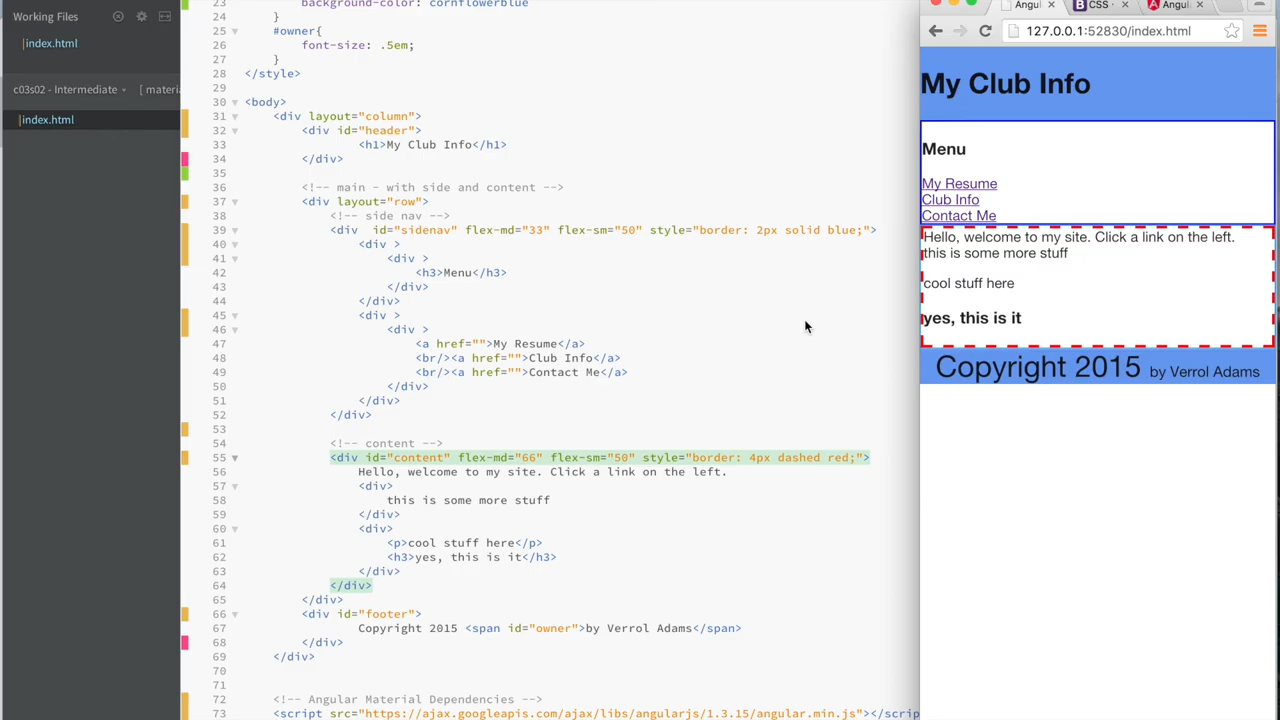 Working Files
index.html
c03s02 - Intermediate
[ materia
index.html
23 background-color: cornflowerblue
24 }
25 #owner{
26 font-size: .5em;
27 }
28 </style>
29
30 <body>
31 <div layout="column">
32 <div id="header">
33 <h1>My Club Info</h1>
34 </div>
35
36 <!-- main - with side and content -->
37 <div layout="row">
38 <!-- side nav -->
39 <div  id="sidenav" flex-md="33" flex-sm="50" style="border: 2px solid blue;">
40 <div >
41 <div >
42 <h3>Menu</h3>
43 </div>
44 </div>
45 <div >
46 <div >
47 <a href="">My Resume</a>
48 <br/><a href="">Club Info</a>
49 <br/><a href="">Contact Me</a>
50 </div>
51 </div>
52 </div>
53
54 <!-- content -->
55 <div id="content" flex-md="66" flex-sm="50" style="border: 4px dashed red;">
56 Hello, welcome to my site. Click a link on the left.
57 <div>
58 this is some more stuff
59 </div>
60 <div>
61 <p>cool stuff here</p>
62 <h3>yes, this is it</h3>
63 </div>
64 </div>
65 </div>
66 <div id="footer">
67 Copyright 2015 <span id="owner">by Verrol Adams</span>
68 </div>
69 </div>
70
71
72 <!-- Angular Material Dependencies -->
73 <script src="https://ajax.googleapis.com/ajax/libs/angularjs/1.3.15/angular.min.js"></scrip
Angul
CSS ·
Angul
127.0.0.1:52830/index.html
My Club Info
Menu
My Resume
Club Info
Contact Me
Hello, welcome to my site. Click a link on the left.
this is some more stuff
cool stuff here
yes, this is it
Copyright 2015 by Verrol Adams